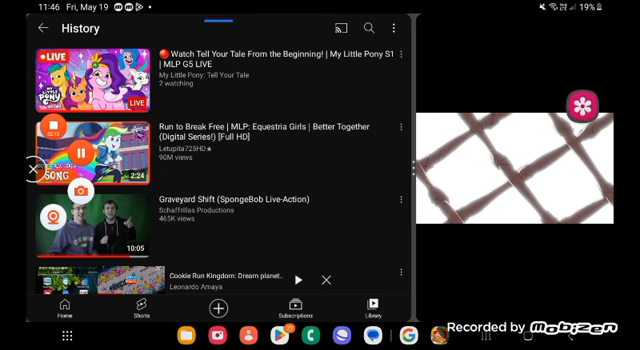 11:46 Fri, May 19
19%
History
LIVE
🔴 Watch Tell Your Tale From the Beginning! | My Little Pony S1
| MLP G5 LIVE
My Little Pony: Tell Your Tale
2 watching
MY LITTLE
PONY
LIVE
Run to Break Free | MLP: Equestria Girls | Better Together
(Digital Series!) [Full HD]
Letupita725HD★
90M views
SONG
2:24
Graveyard Shift (SpongeBob Live-Action)
Schaffrillas Productions
465K views
10:05
Cookie Run Kingdom: Dream planet..
Leonardo Amaya
Home
Shorts
Subscriptions
Library
Recorded by mobizen